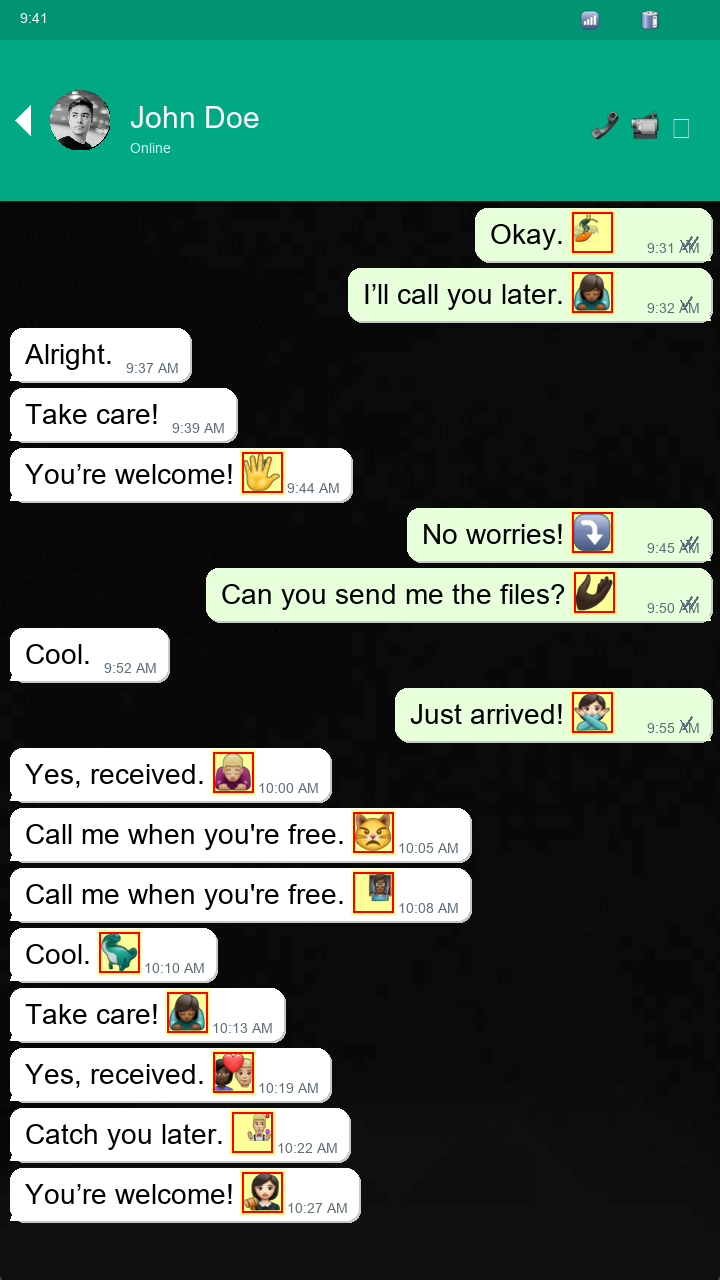 9:41
John Doe
Online
Okay. 9:31 AM
I’ll call you later. 9:32 AM
Alright. 9:37 AM
Take care! 9:39 AM
You’re welcome! 9:44 AM
No worries! 9:45 AM
Can you send me the files? 9:50 AM
Cool. 9:52 AM
Just arrived! 9:55 AM
Yes, received. 10:00 AM
Call me when you're free. 10:05 AM
Call me when you're free. 10:08 AM
Cool. 10:10 AM
Take care! 10:13 AM
Yes, received. 10:19 AM
Catch you later. 10:22 AM
You’re welcome! 10:27 AM